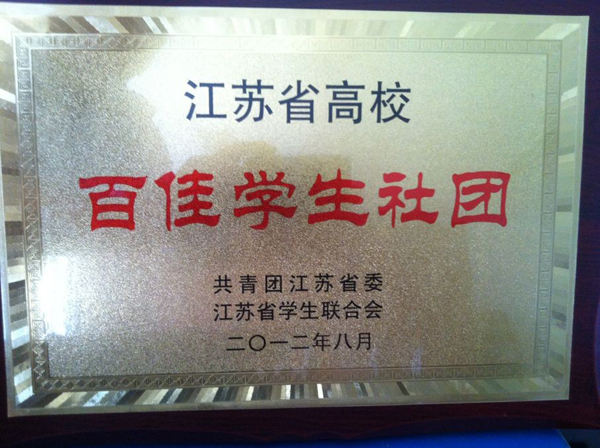 江苏省高校
百佳学生社团
共青团江苏省委
江苏省学生联合会
二〇一二年八月